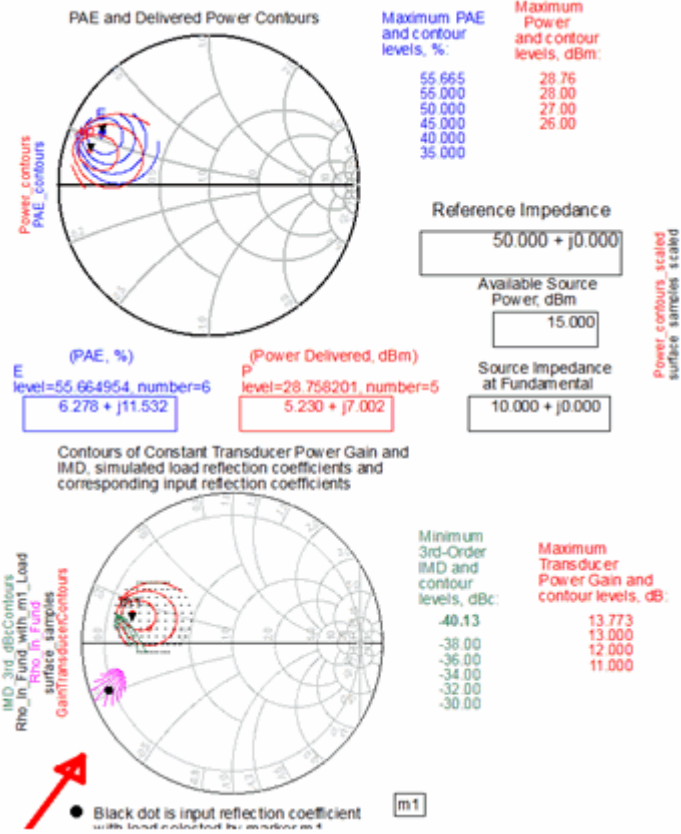 PAE and Delivered Power Contours
Maximum PAE
and contour
levels, %:
55.665
55.000
50.000
45.000
40.000
35.000
Maximum
Power
and contour
levels, dBm:
28.76
28.00
27.00
26.00
Power_contours
PAE_contours
Reference Impedance
50.000 + j0.000
Available Source
Power, dBm
15.000
Power_contours_scaled
surface_samples_scaled
(PAE, %)
E
level=55.664954, number=6
6.278 + j11.532
(Power Delivered, dBm)
P
level=28.758201, number=5
5.230 + j7.002
Source Impedance
at Fundamental
10.000 + j0.000
Contours of Constant Transducer Power Gain and
IMD, simulated load reflection coefficients and
corresponding input reflection coefficients
IMD_3rd_dBcContours
Rho_In_Fund_with_m1_Load
Rho_In_Fund
surface_samples
GainTransducerContours
Minimum
3rd-Order
IMD and
contour
levels, dBc:
-40.13
-38.00
-36.00
-34.00
-32.00
-30.00
Maximum
Transducer
Power Gain and
contour levels, dB:
13.773
13.000
12.000
11.000
Black dot is input reflection coefficient
with load selected by marker m1
m1